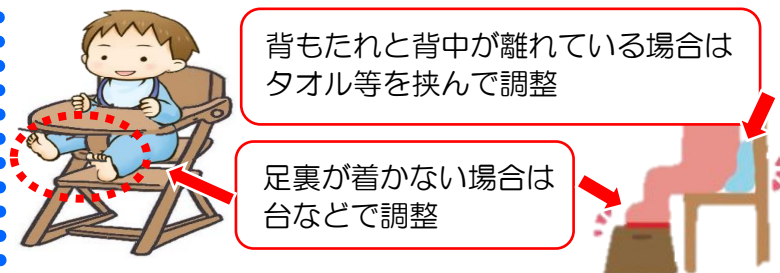 背もたれと背中が離れている場合は
タオル等を挟んで調整
足裏が着かない場合は
台などで調整